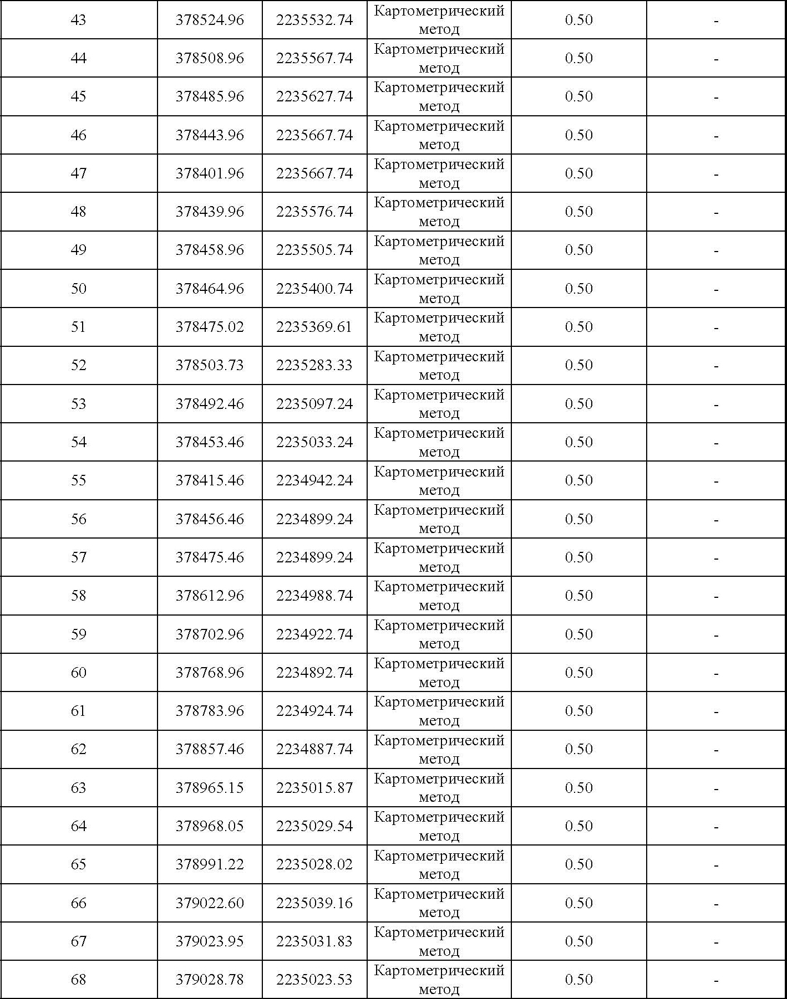 43 378524.96 2235532.74 Картометрический метод 0.50 -
44 378508.96 2235567.74 Картометрический метод 0.50 -
45 378485.96 2235627.74 Картометрический метод 0.50 -
46 378443.96 2235667.74 Картометрический метод 0.50 -
47 378401.96 2235667.74 Картометрический метод 0.50 -
48 378439.96 2235576.74 Картометрический метод 0.50 -
49 378458.96 2235505.74 Картометрический метод 0.50 -
50 378464.96 2235400.74 Картометрический метод 0.50 -
51 378475.02 2235369.61 Картометрический метод 0.50 -
52 378503.73 2235283.33 Картометрический метод 0.50 -
53 378492.46 2235097.24 Картометрический метод 0.50 -
54 378453.46 2235033.24 Картометрический метод 0.50 -
55 378415.46 2234942.24 Картометрический метод 0.50 -
56 378456.46 2234899.24 Картометрический метод 0.50 -
57 378475.46 2234899.24 Картометрический метод 0.50 -
58 378612.96 2234988.74 Картометрический метод 0.50 -
59 378702.96 2234922.74 Картометрический метод 0.50 -
60 378768.96 2234892.74 Картометрический метод 0.50 -
61 378783.96 2234924.74 Картометрический метод 0.50 -
62 378857.46 2234887.74 Картометрический метод 0.50 -
63 378965.15 2235015.87 Картометрический метод 0.50 -
64 378968.05 2235029.54 Картометрический метод 0.50 -
65 378991.22 2235028.02 Картометрический метод 0.50 -
66 379022.60 2235039.16 Картометрический метод 0.50 -
67 379023.95 2235031.83 Картометрический метод 0.50 -
68 379028.78 2235023.53 Картометрический метод 0.50 -